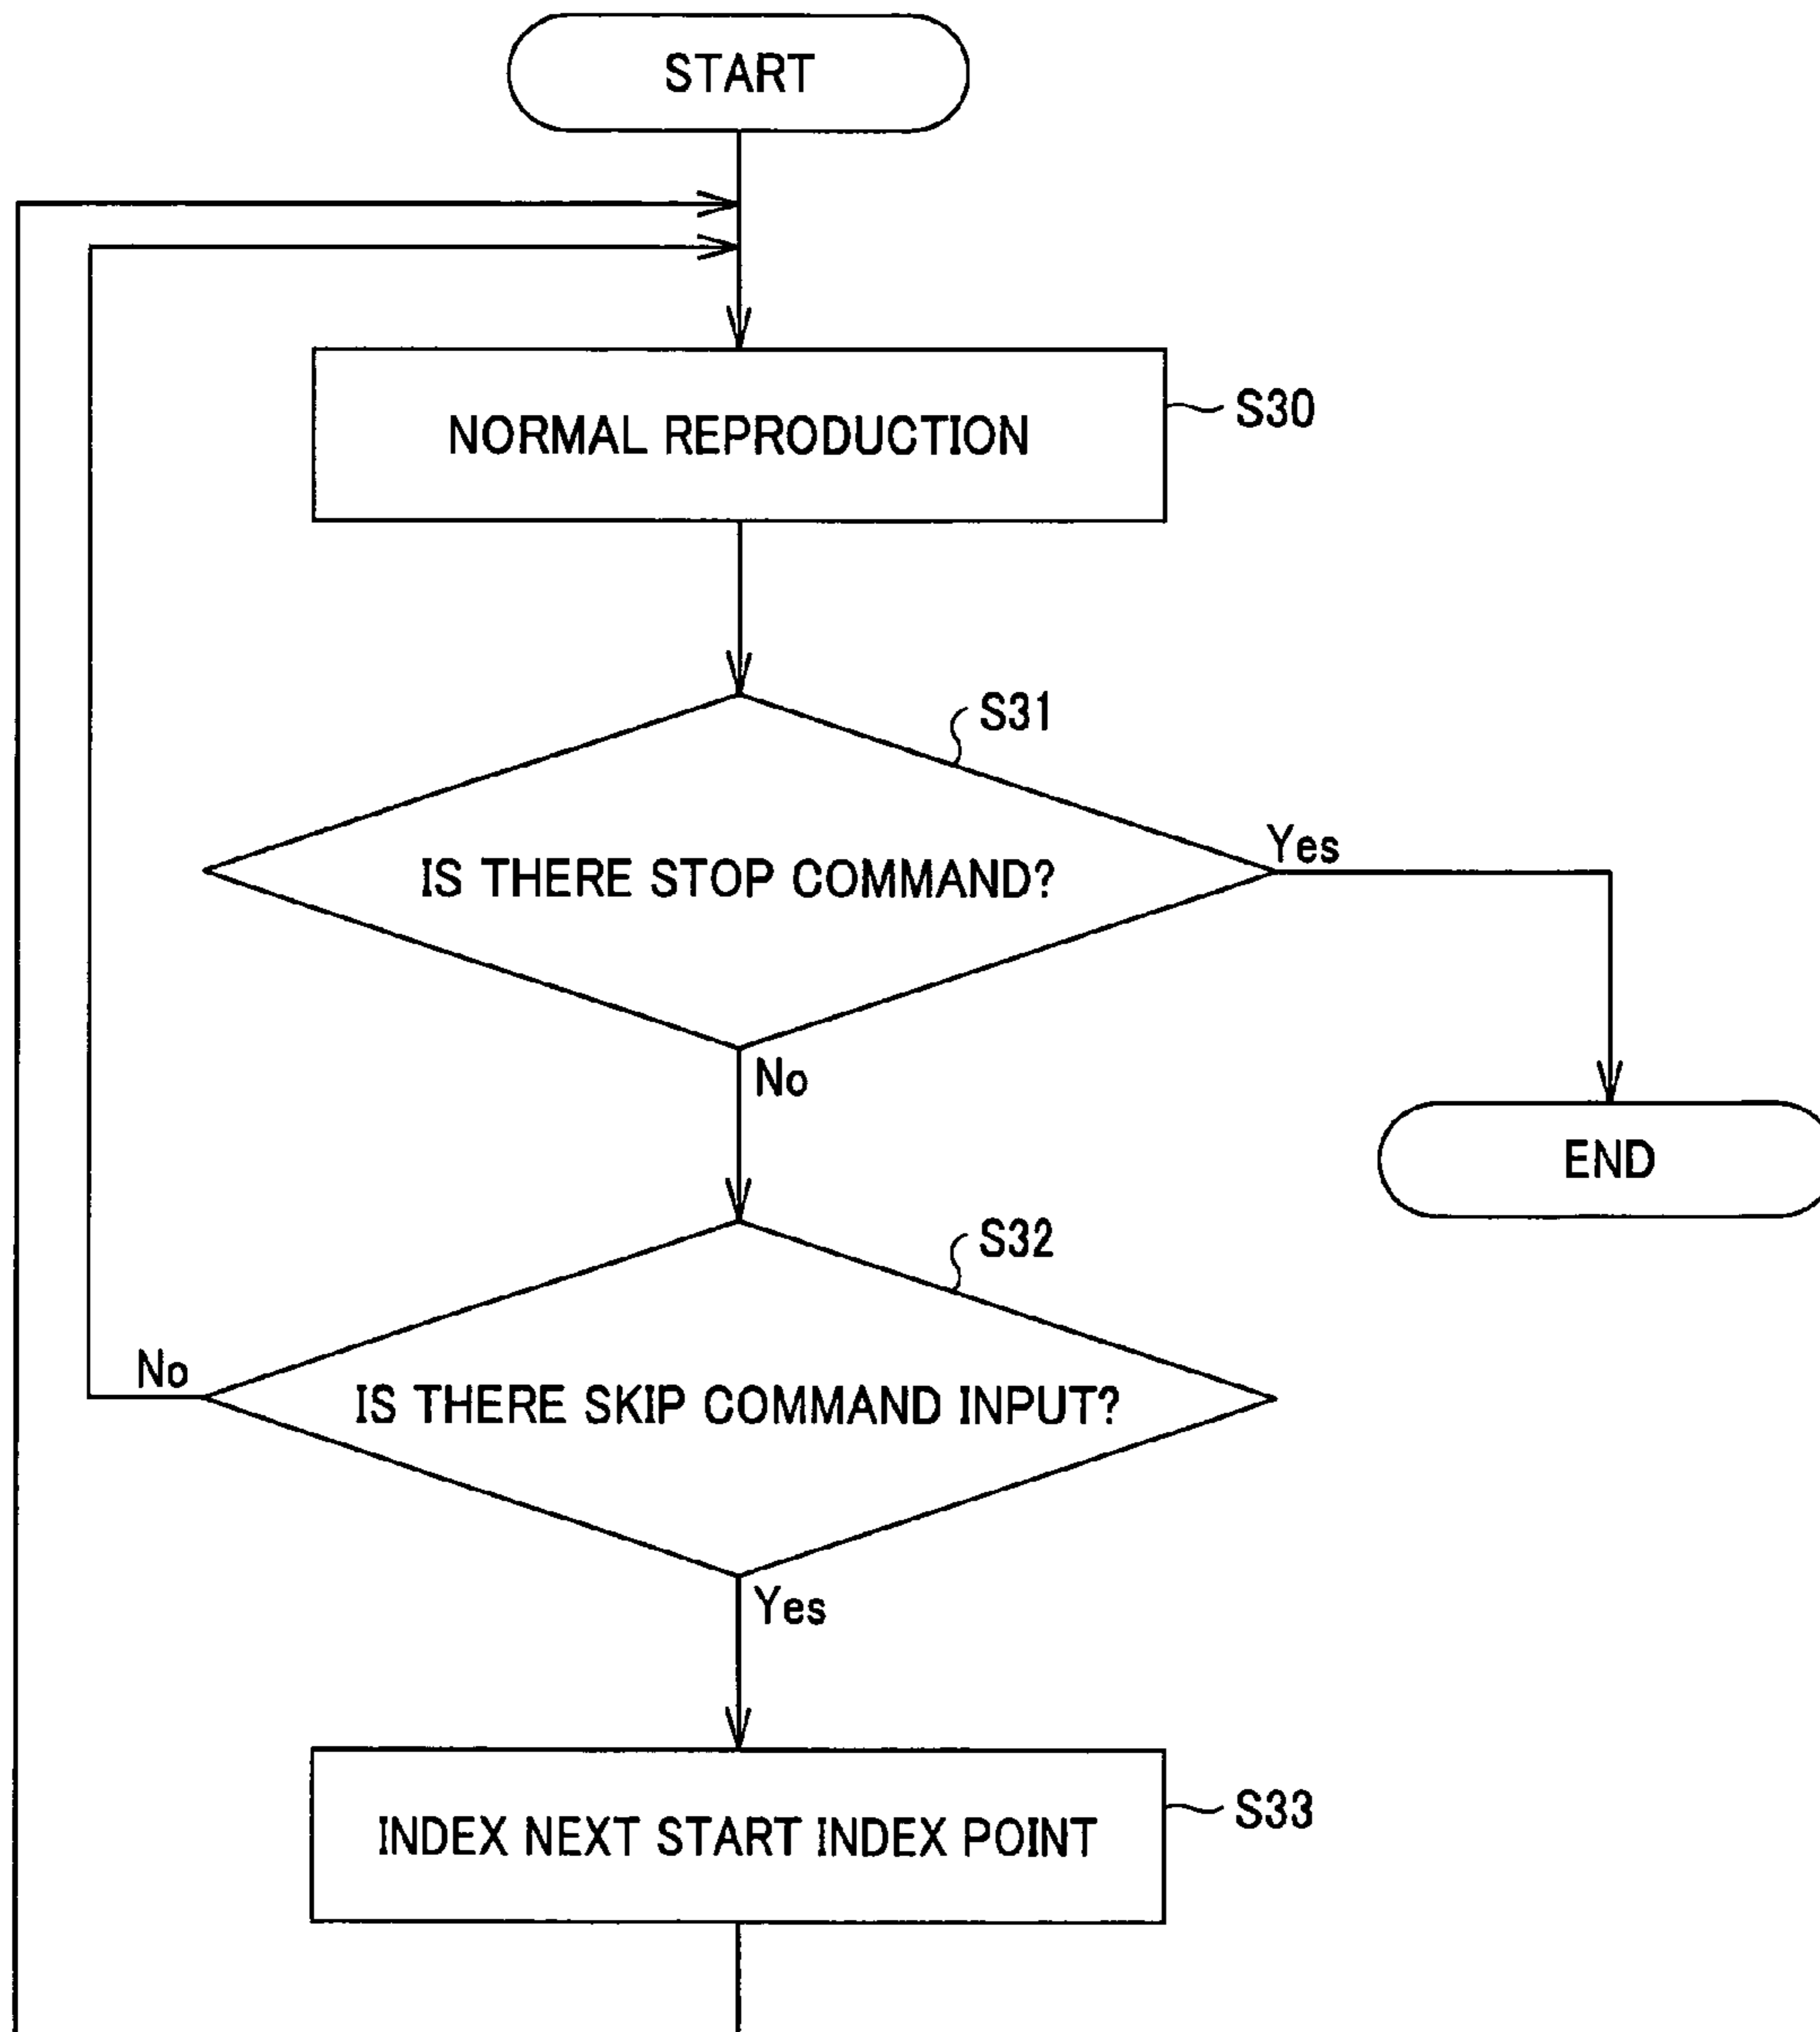 START
NORMAL REPRODUCTION
S30
S31
IS THERE STOP COMMAND?
Yes
No
END
S32
No
IS THERE SKIP COMMAND INPUT?
Yes
INDEX NEXT START INDEX POINT
S33